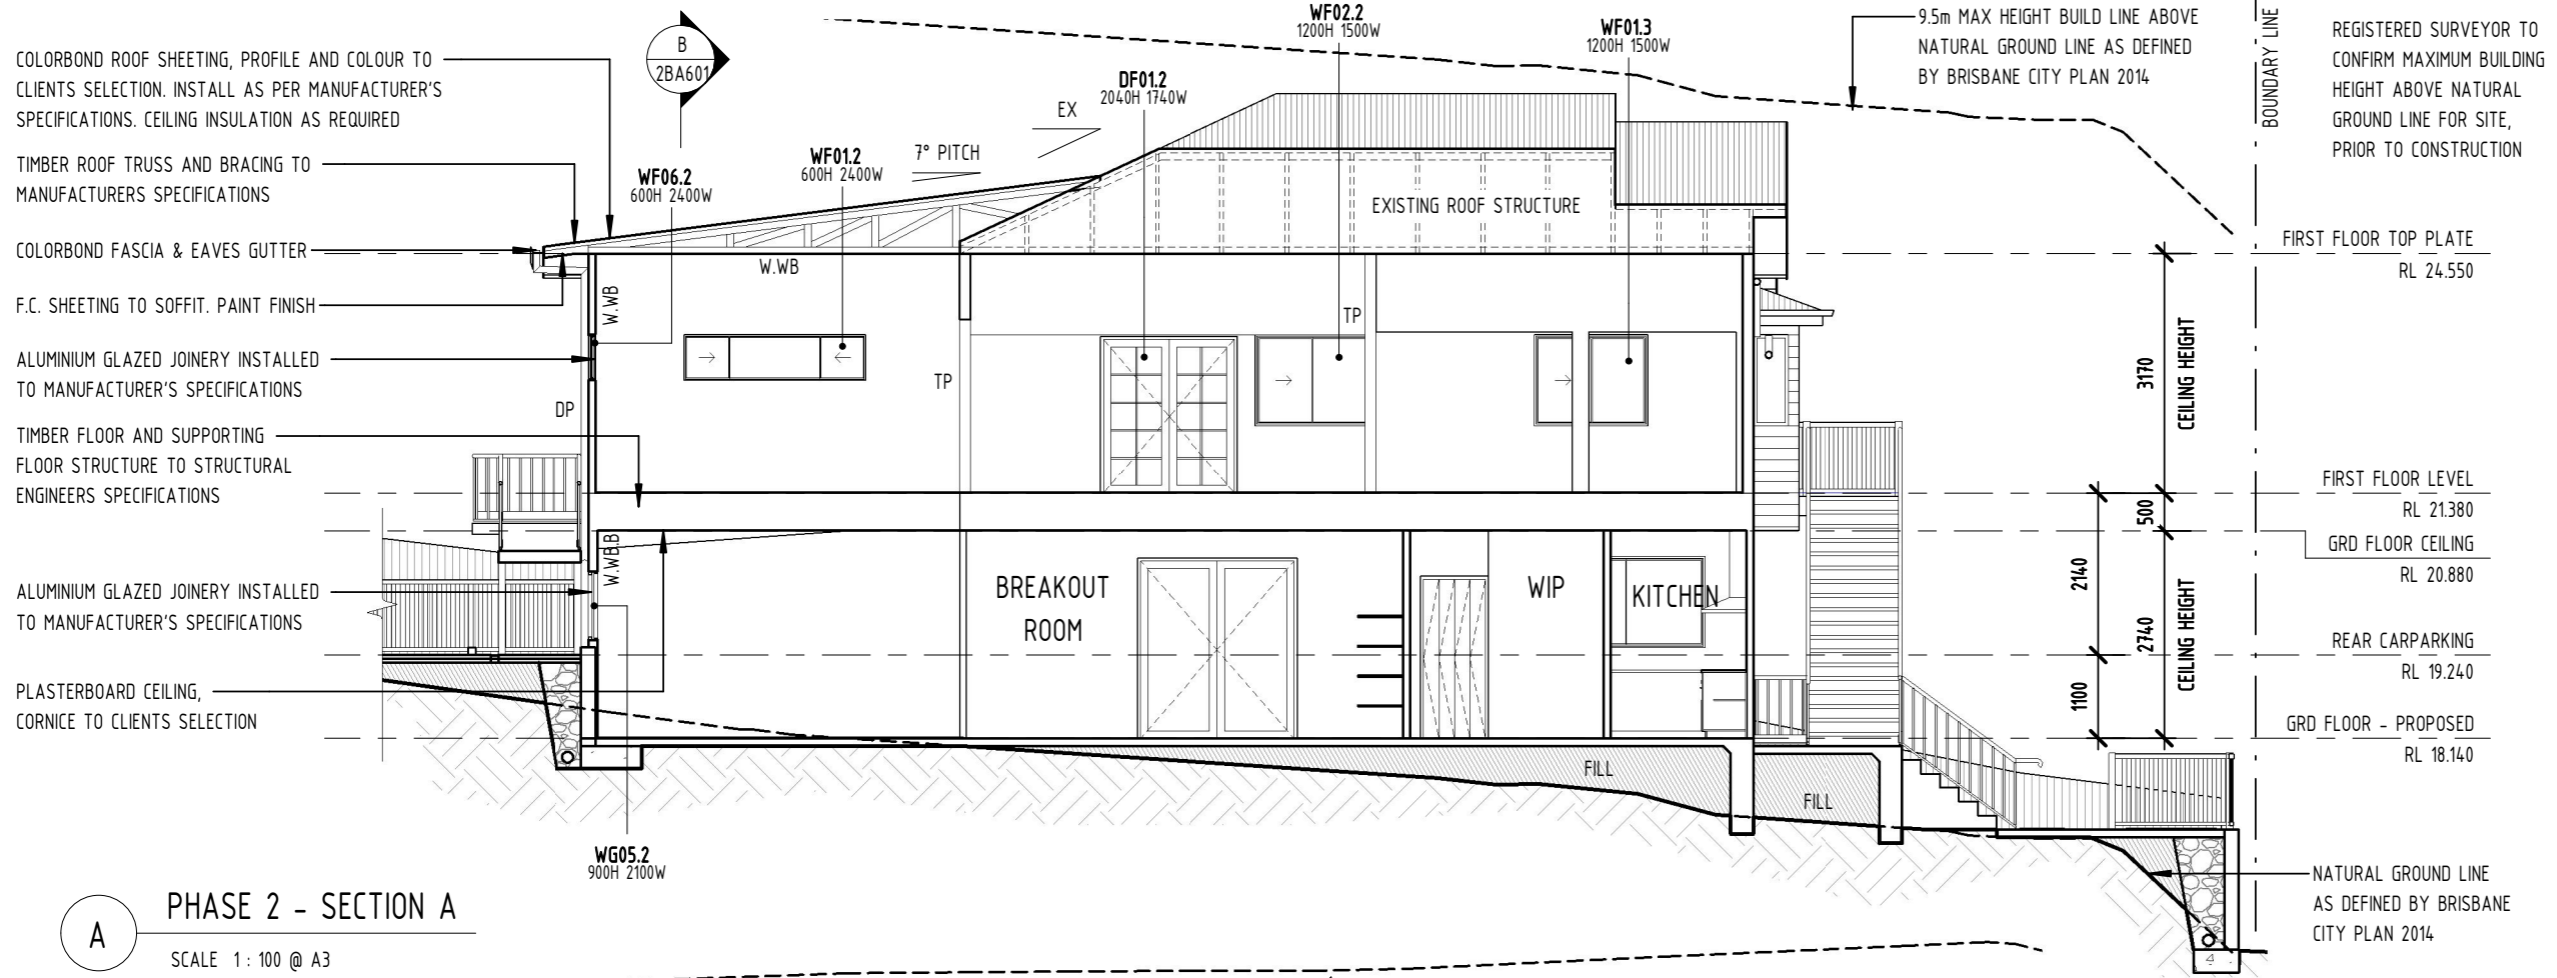 COLORBOND ROOF SHEETING, PROFILE AND COLOUR TO
CLIENTS SELECTION. INSTALL AS PER MANUFACTURER'S
SPECIFICATIONS. CEILING INSULATION AS REQUIRED
TIMBER ROOF TRUSS AND BRACING TO
MANUFACTURERS SPECIFICATIONS
COLORBOND FASCIA & EAVES GUTTER
F.C. SHEETING TO SOFFIT. PAINT FINISH
ALUMINIUM GLAZED JOINERY INSTALLED
TO MANUFACTURER'S SPECIFICATIONS
TIMBER FLOOR AND SUPPORTING
FLOOR STRUCTURE TO STRUCTURAL
ENGINEERS SPECIFICATIONS
ALUMINIUM GLAZED JOINERY INSTALLED
TO MANUFACTURER'S SPECIFICATIONS
PLASTERBOARD CEILING,
CORNICE TO CLIENTS SELECTION
B
2BA601
WF06.2
600H 2400W
WF01.2
600H 2400W
7° PITCH
EX
DF01.2
2040H 1740W
WF02.2
1200H 1500W
WF01.3
1200H 1500W
EXISTING ROOF STRUCTURE
W.WB
W.WB
TP
TP
DP
W.WB.B
BREAKOUT
ROOM
WIP
KITCHEN
FILL
FILL
WG05.2
900H 2100W
9.5m MAX HEIGHT BUILD LINE ABOVE
NATURAL GROUND LINE AS DEFINED
BY BRISBANE CITY PLAN 2014
BOUNDARY LINE
REGISTERED SURVEYOR TO
CONFIRM MAXIMUM BUILDING
HEIGHT ABOVE NATURAL
GROUND LINE FOR SITE,
PRIOR TO CONSTRUCTION
FIRST FLOOR TOP PLATE
RL 24.550
3170
CEILING HEIGHT
FIRST FLOOR LEVEL
RL 21.380
500
GRD FLOOR CEILING
RL 20.880
2140
2740
CEILING HEIGHT
REAR CARPARKING
RL 19.240
1100
GRD FLOOR - PROPOSED
RL 18.140
NATURAL GROUND LINE
AS DEFINED BY BRISBANE
CITY PLAN 2014
A
PHASE 2 - SECTION A
SCALE 1 : 100 @ A3